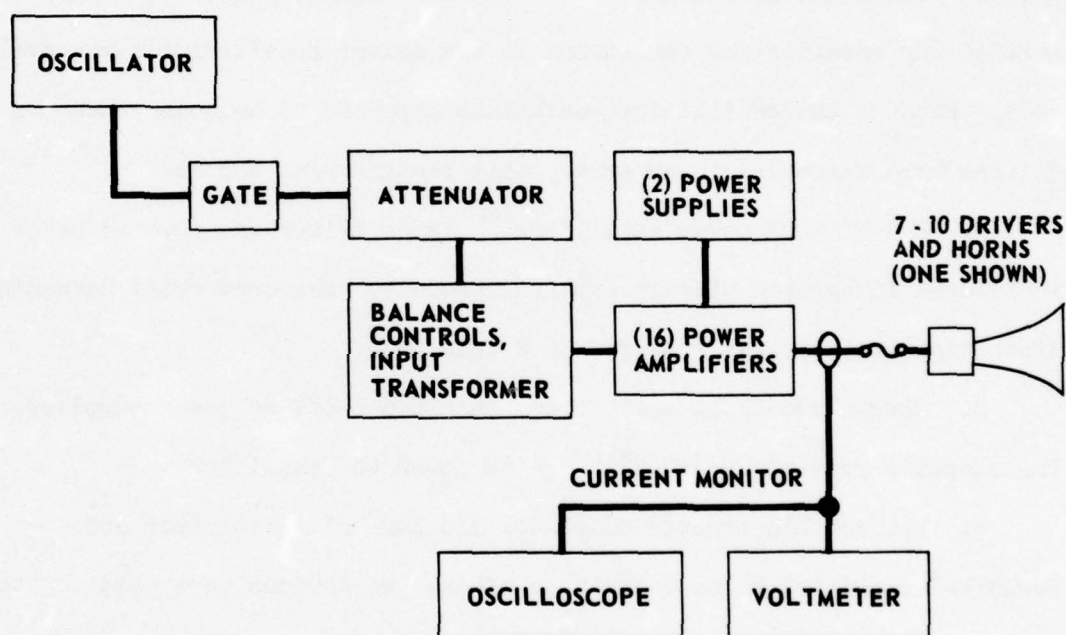 OSCILLATOR
GATE
ATTENUATOR
(2) POWER
SUPPLIES
7 - 10 DRIVERS
AND HORNS
(ONE SHOWN)
BALANCE
CONTROLS,
INPUT
TRANSFORMER
(16) POWER
AMPLIFIERS
CURRENT MONITOR
OSCILLOSCOPE
VOLTMETER